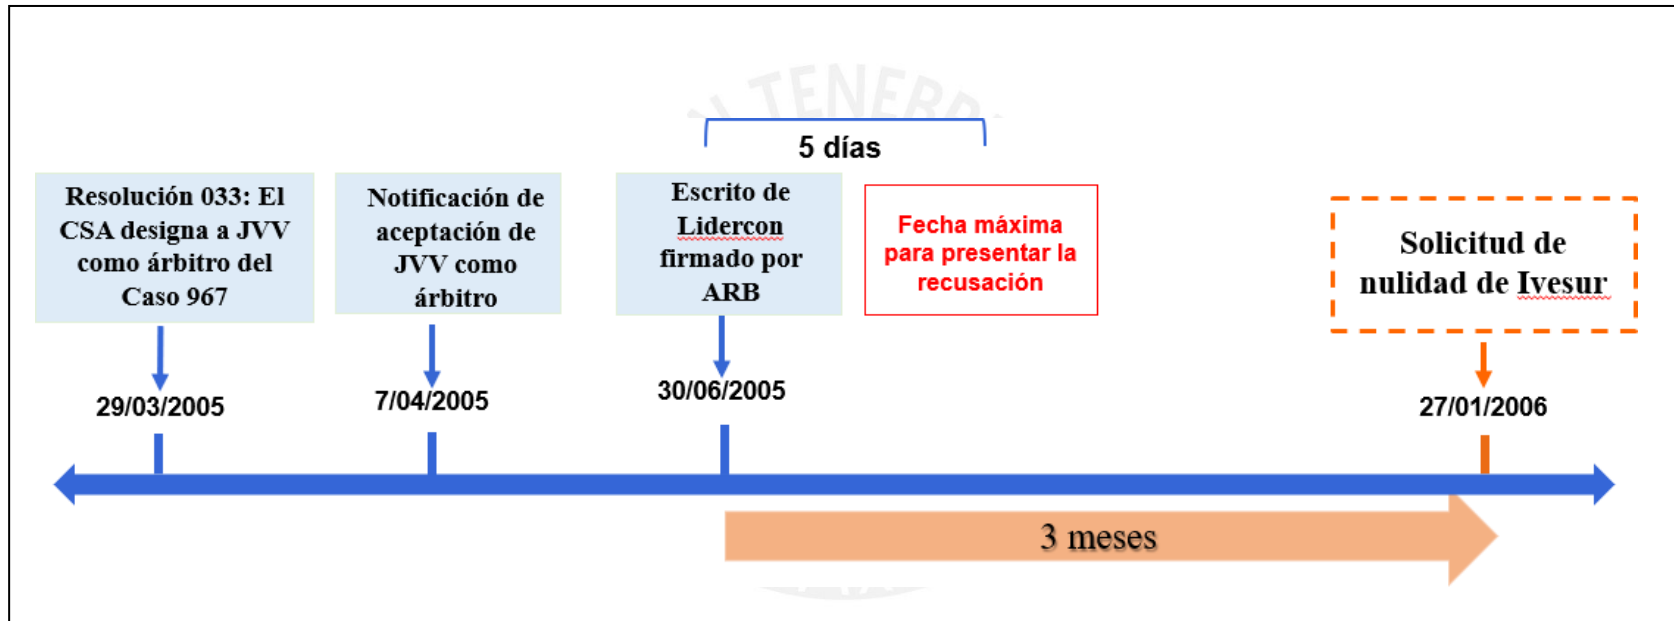 N TENEBR
5 días
Resolución 033: El
CSA designa a JVV
como árbitro del
Caso 967
Notificación de
aceptación de
JVV como
árbitro
Escrito de
Lidercon
firmado por
ARB
Fecha máxima
para presentar la
recusación
Solicitud de
nulidad de Ivesur
29/03/2005
7/04/2005
30/06/2005
27/01/2006
3 meses